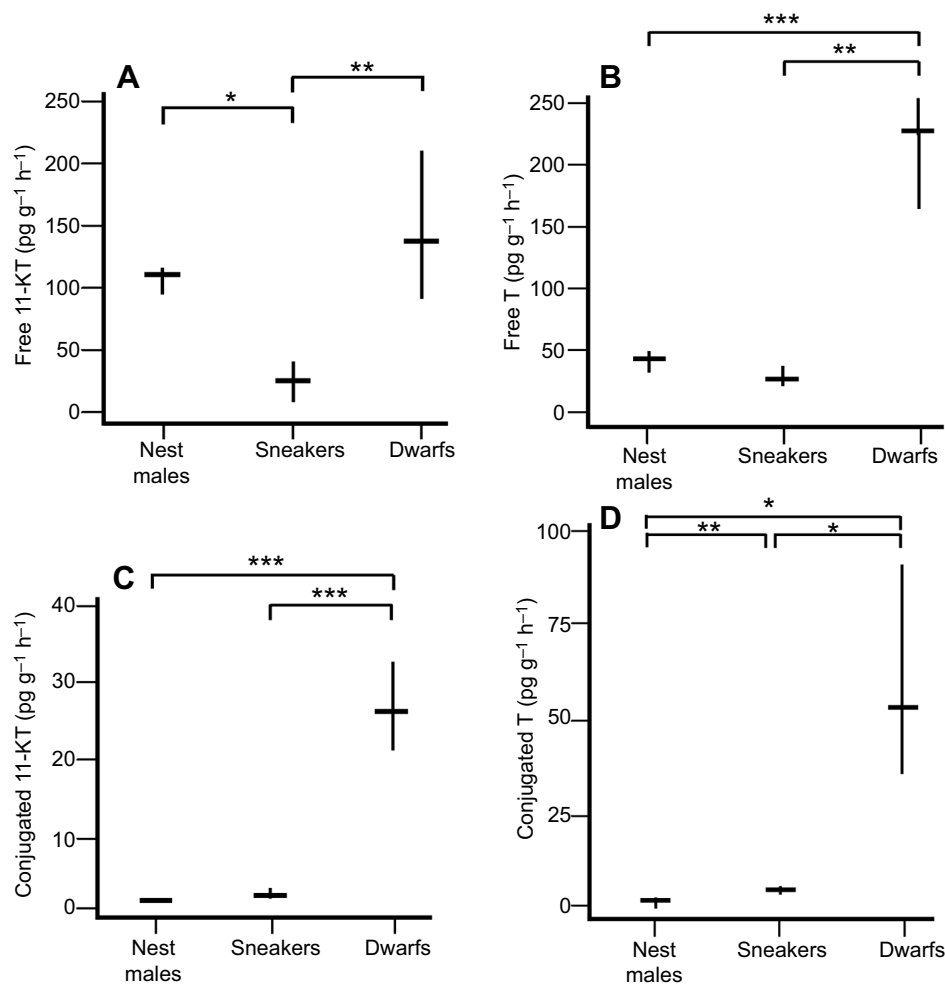 A
*
**
250
200
150
100
50
0
Free 11-KT (pg g⁻¹ h⁻¹)
Nest
males
Sneakers
Dwarfs
B
***
**
250
200
150
100
50
0
Free T (pg g⁻¹ h⁻¹)
Nest
males
Sneakers
Dwarfs
C
***
***
40
30
20
10
0
Conjugated 11-KT (pg g⁻¹ h⁻¹)
Nest
males
Sneakers
Dwarfs
D
*
**
*
100
75
50
25
0
Conjugated T (pg g⁻¹ h⁻¹)
Nest
males
Sneakers
Dwarfs